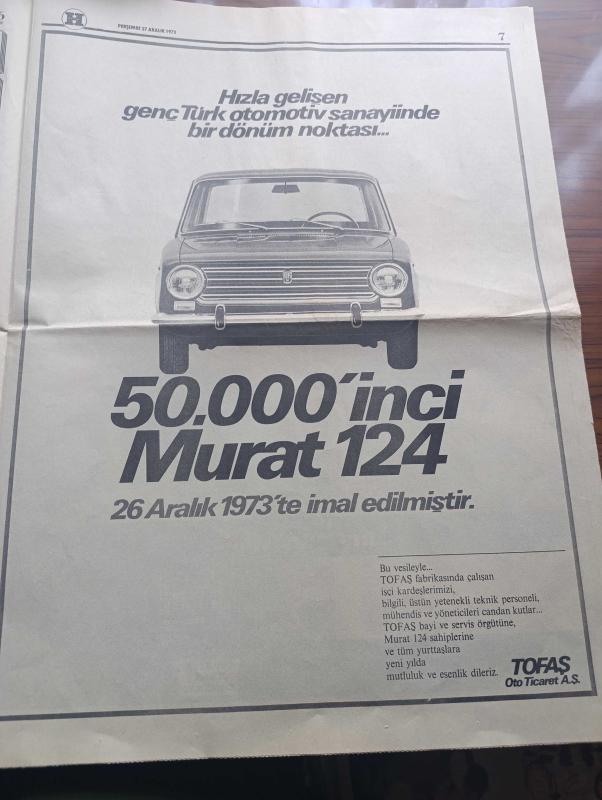 H
PERŞEMBE 27 ARALIK 1973
7
Hızla gelişen
genç Türk otomotiv sanayiinde
bir dönüm noktası...
50.000'inci
Murat 124
26 Aralık 1973'te imal edilmiştir.
Bu vesileyle...
TOFAŞ fabrikasında çalışan
işçi kardeşlerimizi,
bilgili, üstün yetenekli teknik personeli,
mühendis ve yöneticileri candan kutlar...
TOFAŞ bayi ve servis örgütüne,
Murat 124 sahiplerine
ve tüm yurttaşlara
yeni yılda
mutluluk ve esenlik dileriz.
TOFAŞ
Oto Ticaret A.Ş.